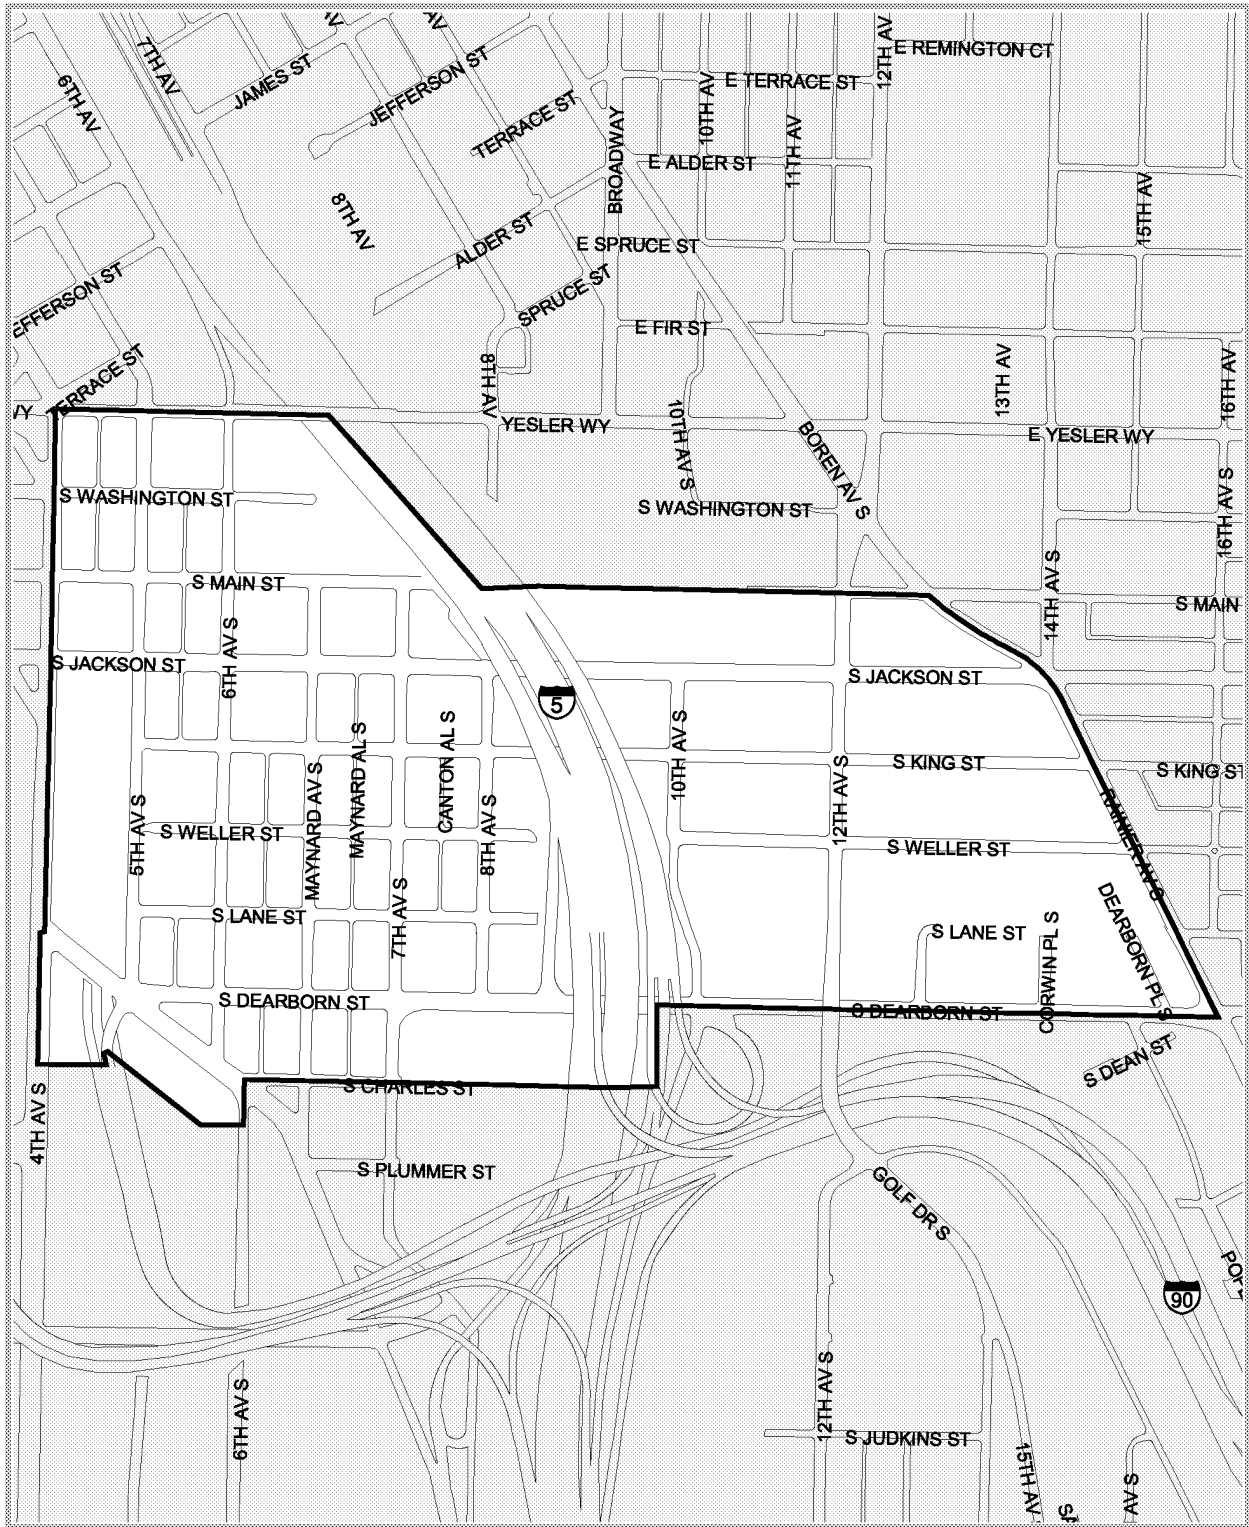 7TH AV
AV
AV
12TH AV
E REMINGTON CT
6TH AV
JAMES ST
JEFFERSON ST
E TERRACE ST
10TH AV
TERRACE ST
BROADWAY
11TH AV
E ALDER ST
15TH AV
8TH AV
ALDER ST
E SPRUCE ST
EFFERSON ST
SPRUCE ST
E FIR ST
TERRACE ST
8TH AV
13TH AV
16TH AV
YESLER WY
10TH AV S
BOREN AV S
E YESLER WY
S WASHINGTON ST
S WASHINGTON ST
16TH AV S
S MAIN ST
14TH AV S
S MAIN
S JACKSON ST
6TH AV S
S JACKSON ST
5
10TH AV S
MAYNARD AL S
CANTON AL S
S KING ST
S KING ST
5TH AV S
S WELLER ST
MAYNARD AV S
8TH AV S
12TH AV S
S WELLER ST
RAINIER AV S
S LANE ST
7TH AV S
S LANE ST
CORWIN PL S
DEARBORN PL S
S DEARBORN ST
S DEARBORN ST
S DEAN ST
S CHARLES ST
4TH AV S
S PLUMMER ST
GOLF DR S
90
12TH AV S
6TH AV S
S JUDKINS ST
15TH AV
AV S